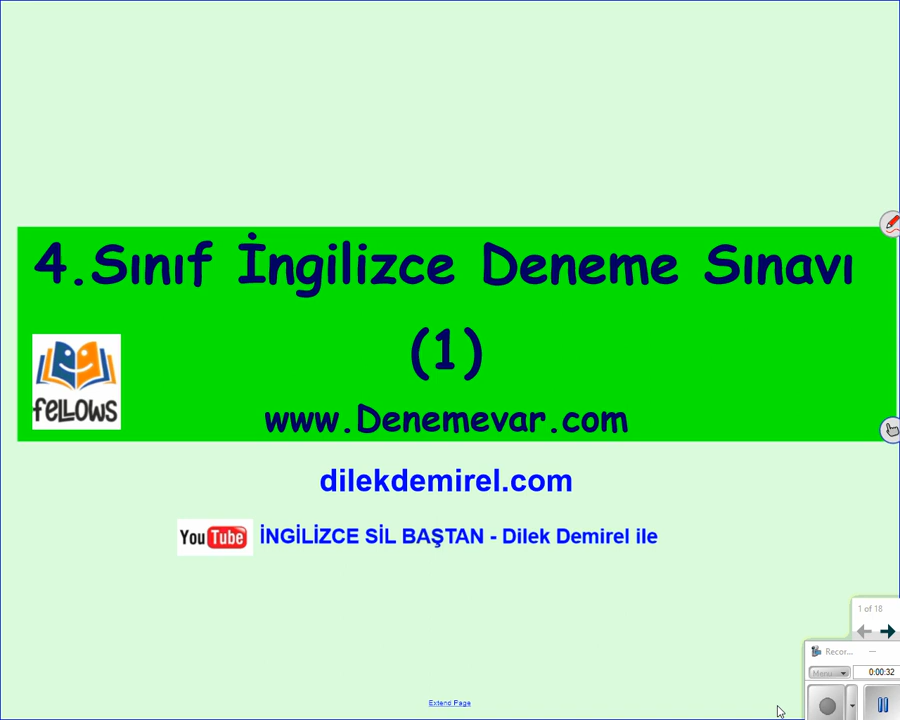 4.Sınıf İngilizce Deneme Sınavı
(1)
fellows
www.Denemevar.com
dilekdemirel.com
YouTube İNGİLİZCE SİL BAŞTAN - Dilek Demirel ile
1 of 18
Recor...
Menu
0:00:32
Extend Page